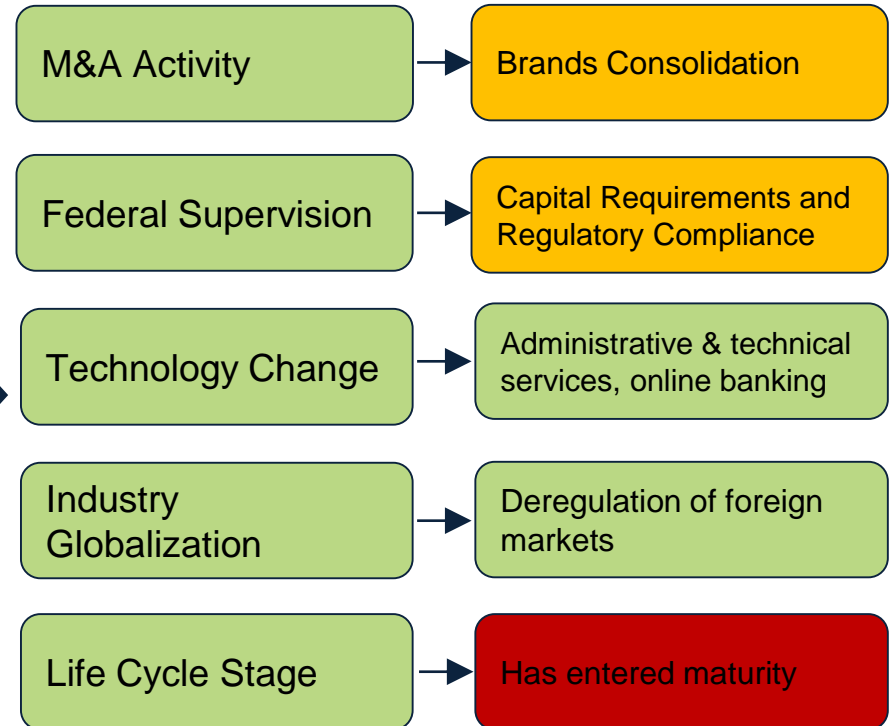 M&A Activity
Brands Consolidation
Federal Supervision
Capital Requirements and
Regulatory Compliance
Technology Change
Administrative & technical
services, online banking
Industry
Globalization
Deregulation of foreign
markets
Life Cycle Stage
Has entered maturity